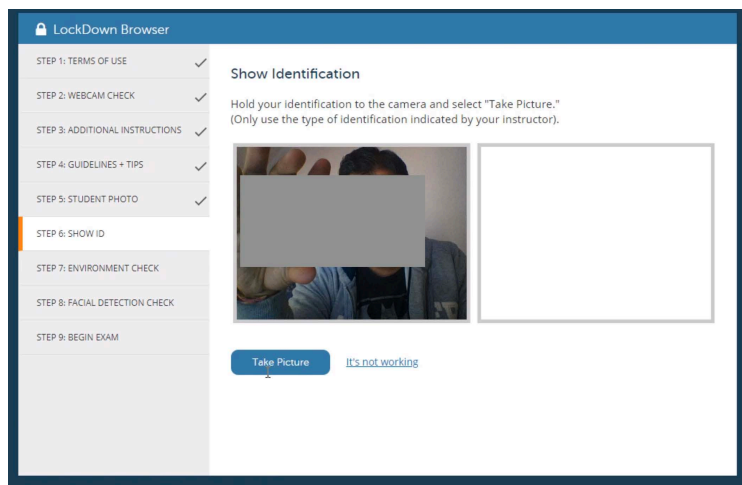 LockDown Browser
STEP 1: TERMS OF USE
STEP 2: WEBCAM CHECK
STEP 3: ADDITIONAL INSTRUCTIONS
STEP 4: GUIDELINES + TIPS
STEP 5: STUDENT PHOTO
STEP 6: SHOW ID
STEP 7: ENVIRONMENT CHECK
STEP 8: FACIAL DETECTION CHECK
STEP 9: BEGIN EXAM
Show Identification
Hold your identification to the camera and select "Take Picture."
(Only use the type of identification indicated by your instructor).
Take Picture
It's not working